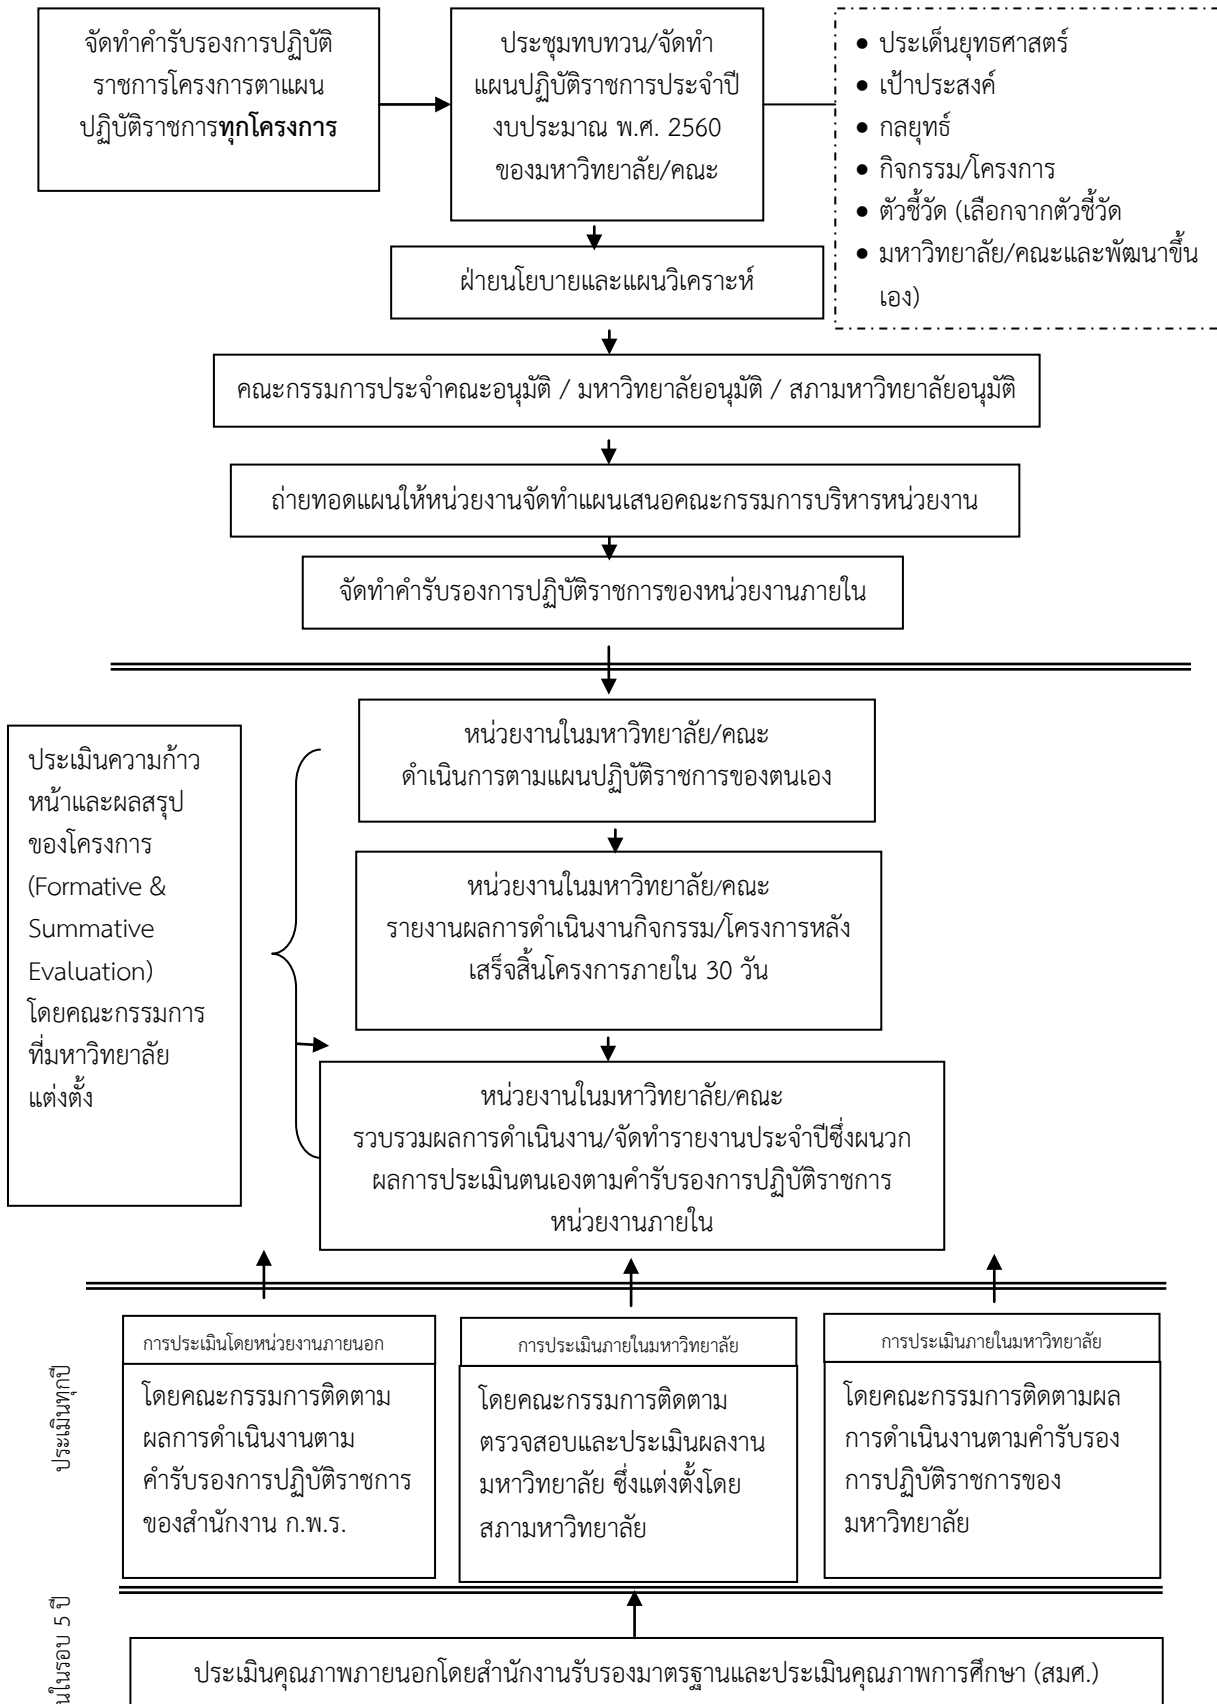 จัดทำคำรับรองการปฏิบัติ
ราชการโครงการตาแผน
ปฏิบัติราชการทุกโครงการ
ประชุมทบทวน/จัดทำ
แผนปฏิบัติราชการประจำปี
งบประมาณ พ.ศ. 2560
ของมหาวิทยาลัย/คณะ
● ประเด็นยุทธศาสตร์
● เป้าประสงค์
● กลยุทธ์
● กิจกรรม/โครงการ
● ตัวชี้วัด (เลือกจากตัวชี้วัด
● มหาวิทยาลัย/คณะและพัฒนาขึ้น
เอง)
ฝ่ายนโยบายและแผนวิเคราะห์
คณะกรรมการประจำคณะอนุมัติ / มหาวิทยาลัยอนุมัติ / สภามหาวิทยาลัยอนุมัติ
ถ่ายทอดแผนให้หน่วยงานจัดทำแผนเสนอคณะกรรมการบริหารหน่วยงาน
จัดทำคำรับรองการปฏิบัติราชการของหน่วยงานภายใน
ประเมินความก้าว
หน้าและผลสรุป
ของโครงการ
(Formative &
Summative
Evaluation)
โดยคณะกรรมการ
ที่มหาวิทยาลัย
แต่งตั้ง
หน่วยงานในมหาวิทยาลัย/คณะ
ดำเนินการตามแผนปฏิบัติราชการของตนเอง
หน่วยงานในมหาวิทยาลัย/คณะ
รายงานผลการดำเนินงานกิจกรรม/โครงการหลัง
เสร็จสิ้นโครงการภายใน 30 วัน
หน่วยงานในมหาวิทยาลัย/คณะ
รวบรวมผลการดำเนินงาน/จัดทำรายงานประจำปีซึ่งผนวก
ผลการประเมินตนเองตามคำรับรองการปฏิบัติราชการ
หน่วยงานภายใน
ประเมินทุกปี
การประเมินโดยหน่วยงานภายนอก
โดยคณะกรรมการติดตาม
ผลการดำเนินงานตาม
คำรับรองการปฏิบัติราชการ
ของสำนักงาน ก.พ.ร.
การประเมินภายในมหาวิทยาลัย
โดยคณะกรรมการติดตาม
ตรวจสอบและประเมินผลงาน
มหาวิทยาลัย ซึ่งแต่งตั้งโดย
สภามหาวิทยาลัย
การประเมินภายในมหาวิทยาลัย
โดยคณะกรรมการติดตามผล
การดำเนินงานตามคำรับรอง
การปฏิบัติราชการของ
มหาวิทยาลัย
นในรอบ 5 ปี
ประเมินคุณภาพภายนอกโดยสำนักงานรับรองมาตรฐานและประเมินคุณภาพการศึกษา (สมศ.)